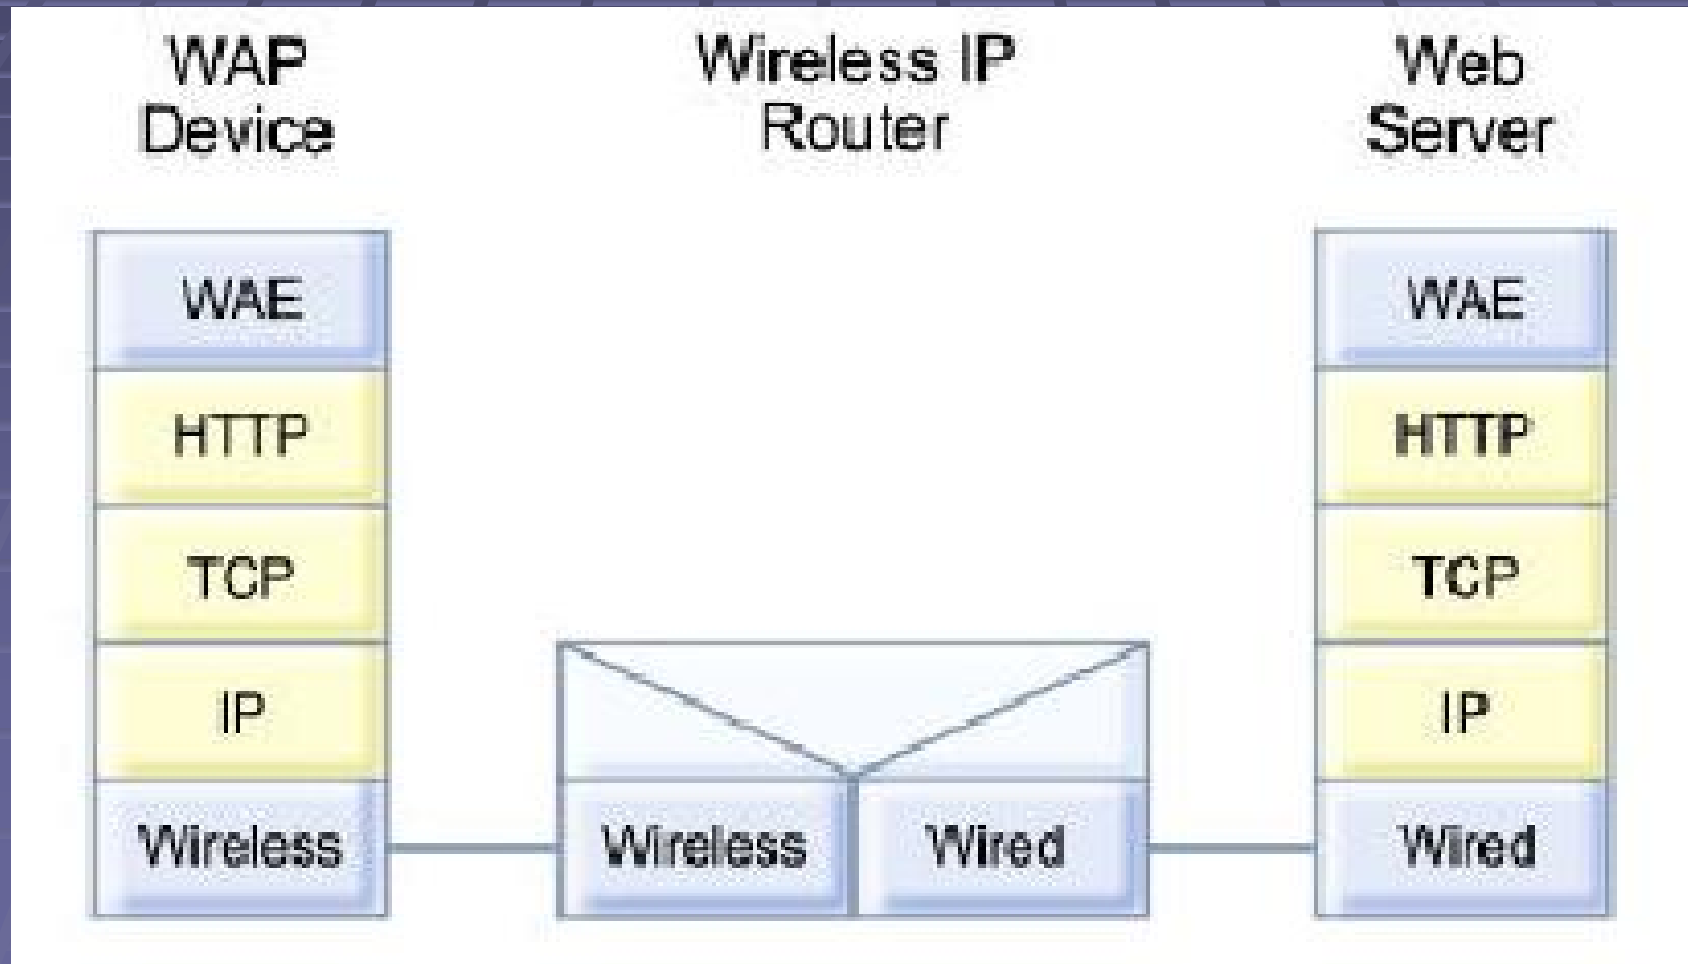 WAP
Device
Wireless IP
Router
Web
Server
WAE
HTTP
TCP
IP
Wireless
Wireless
Wired
WAE
HTTP
TCP
IP
Wired